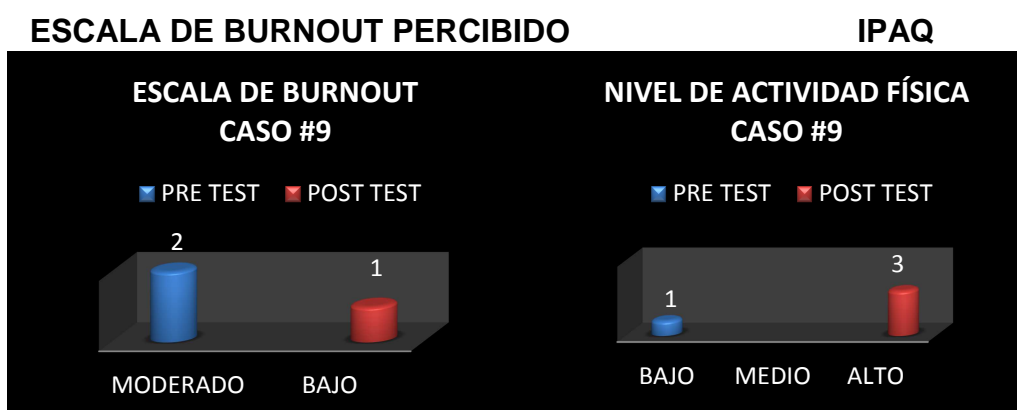 ESCALA DE BURNOUT PERCIBIDO IPAQ
ESCALA DE BURNOUT
CASO #9
PRE TEST POST TEST
2
1
MODERADO BAJO
NIVEL DE ACTIVIDAD FÍSICA
CASO #9
PRE TEST POST TEST
1
3
BAJO MEDIO ALTO